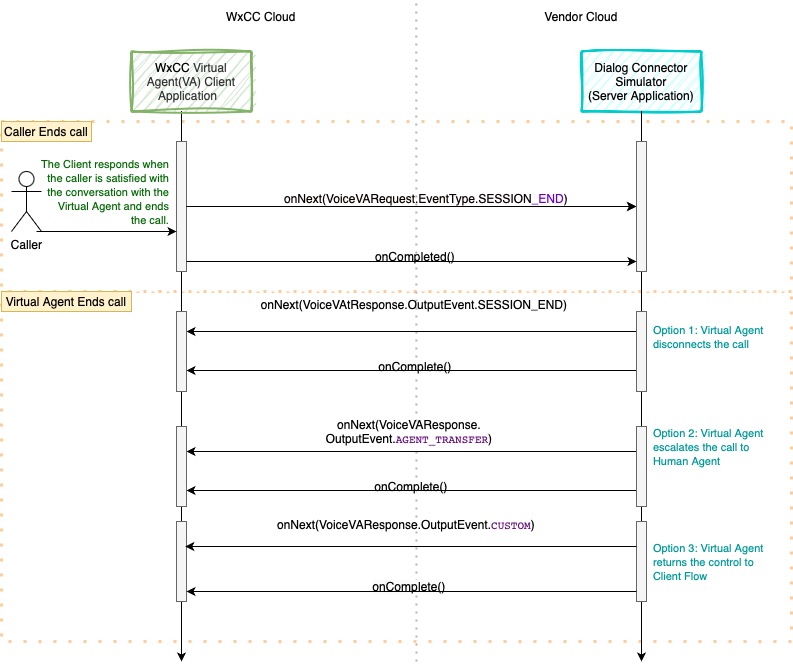 WxCC Cloud
Vendor Cloud
WxCC Virtual
Agent(VA) Client
Application
Dialog Connector
Simulator
(Server Application)
Caller Ends call
The Client responds when
the caller is satisfied with
the conversation with the
Virtual Agent and ends
the call.
Caller
onNext(VoiceVARequest.EventType.SESSION_END)
onCompleted()
Virtual Agent Ends call
onNext(VoiceVAtResponse.OutputEvent.SESSION_END)
Option 1: Virtual Agent
disconnects the call
onComplete()
onNext(VoiceVAResponse.
OutputEvent.AGENT_TRANSFER)
Option 2: Virtual Agent
escalates the call to
Human Agent
onComplete()
onNext(VoiceVAResponse.OutputEvent.CUSTOM)
Option 3: Virtual Agent
returns the control to
Client Flow
onComplete()